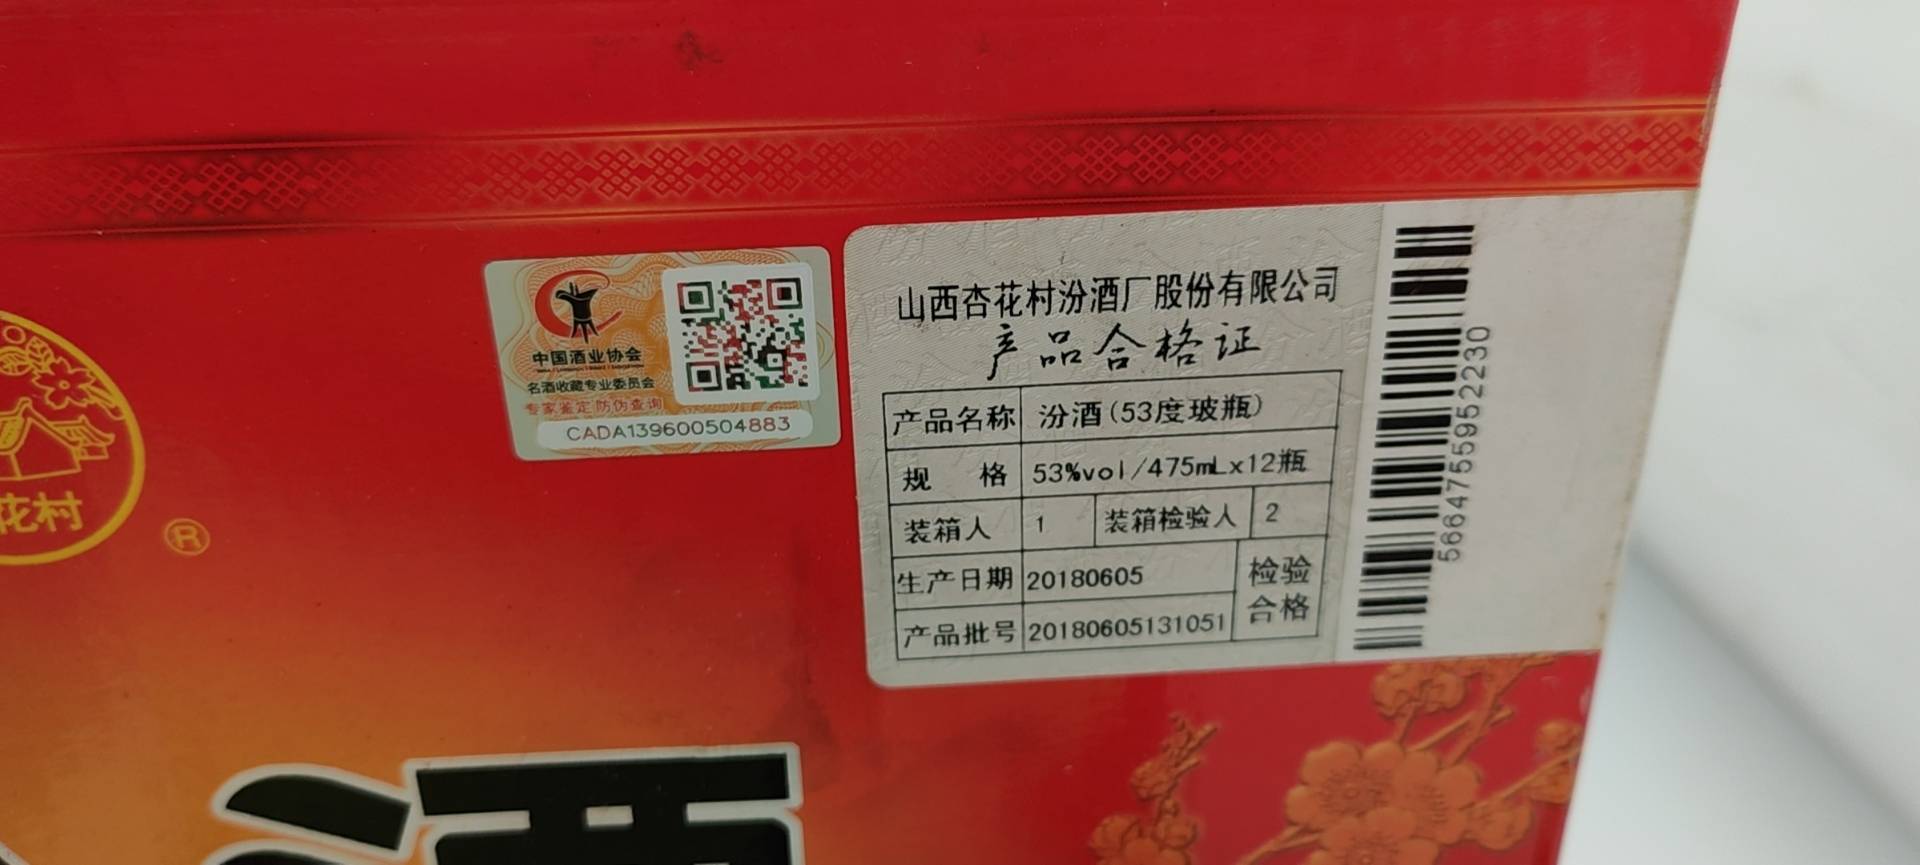 花村
®
中国酒业协会
名酒收藏专业委员会
专家鉴定 防伪查询
CADA139600504883
山西杏花村汾酒厂股份有限公司
产品合格证
产品名称 汾酒(53度玻瓶)
规 格 53%vol/475mLx12瓶
装箱人 1 装箱检验人 2
生产日期 20180605 检验
产品批号 20180605131051 合格
5664755952230
酒